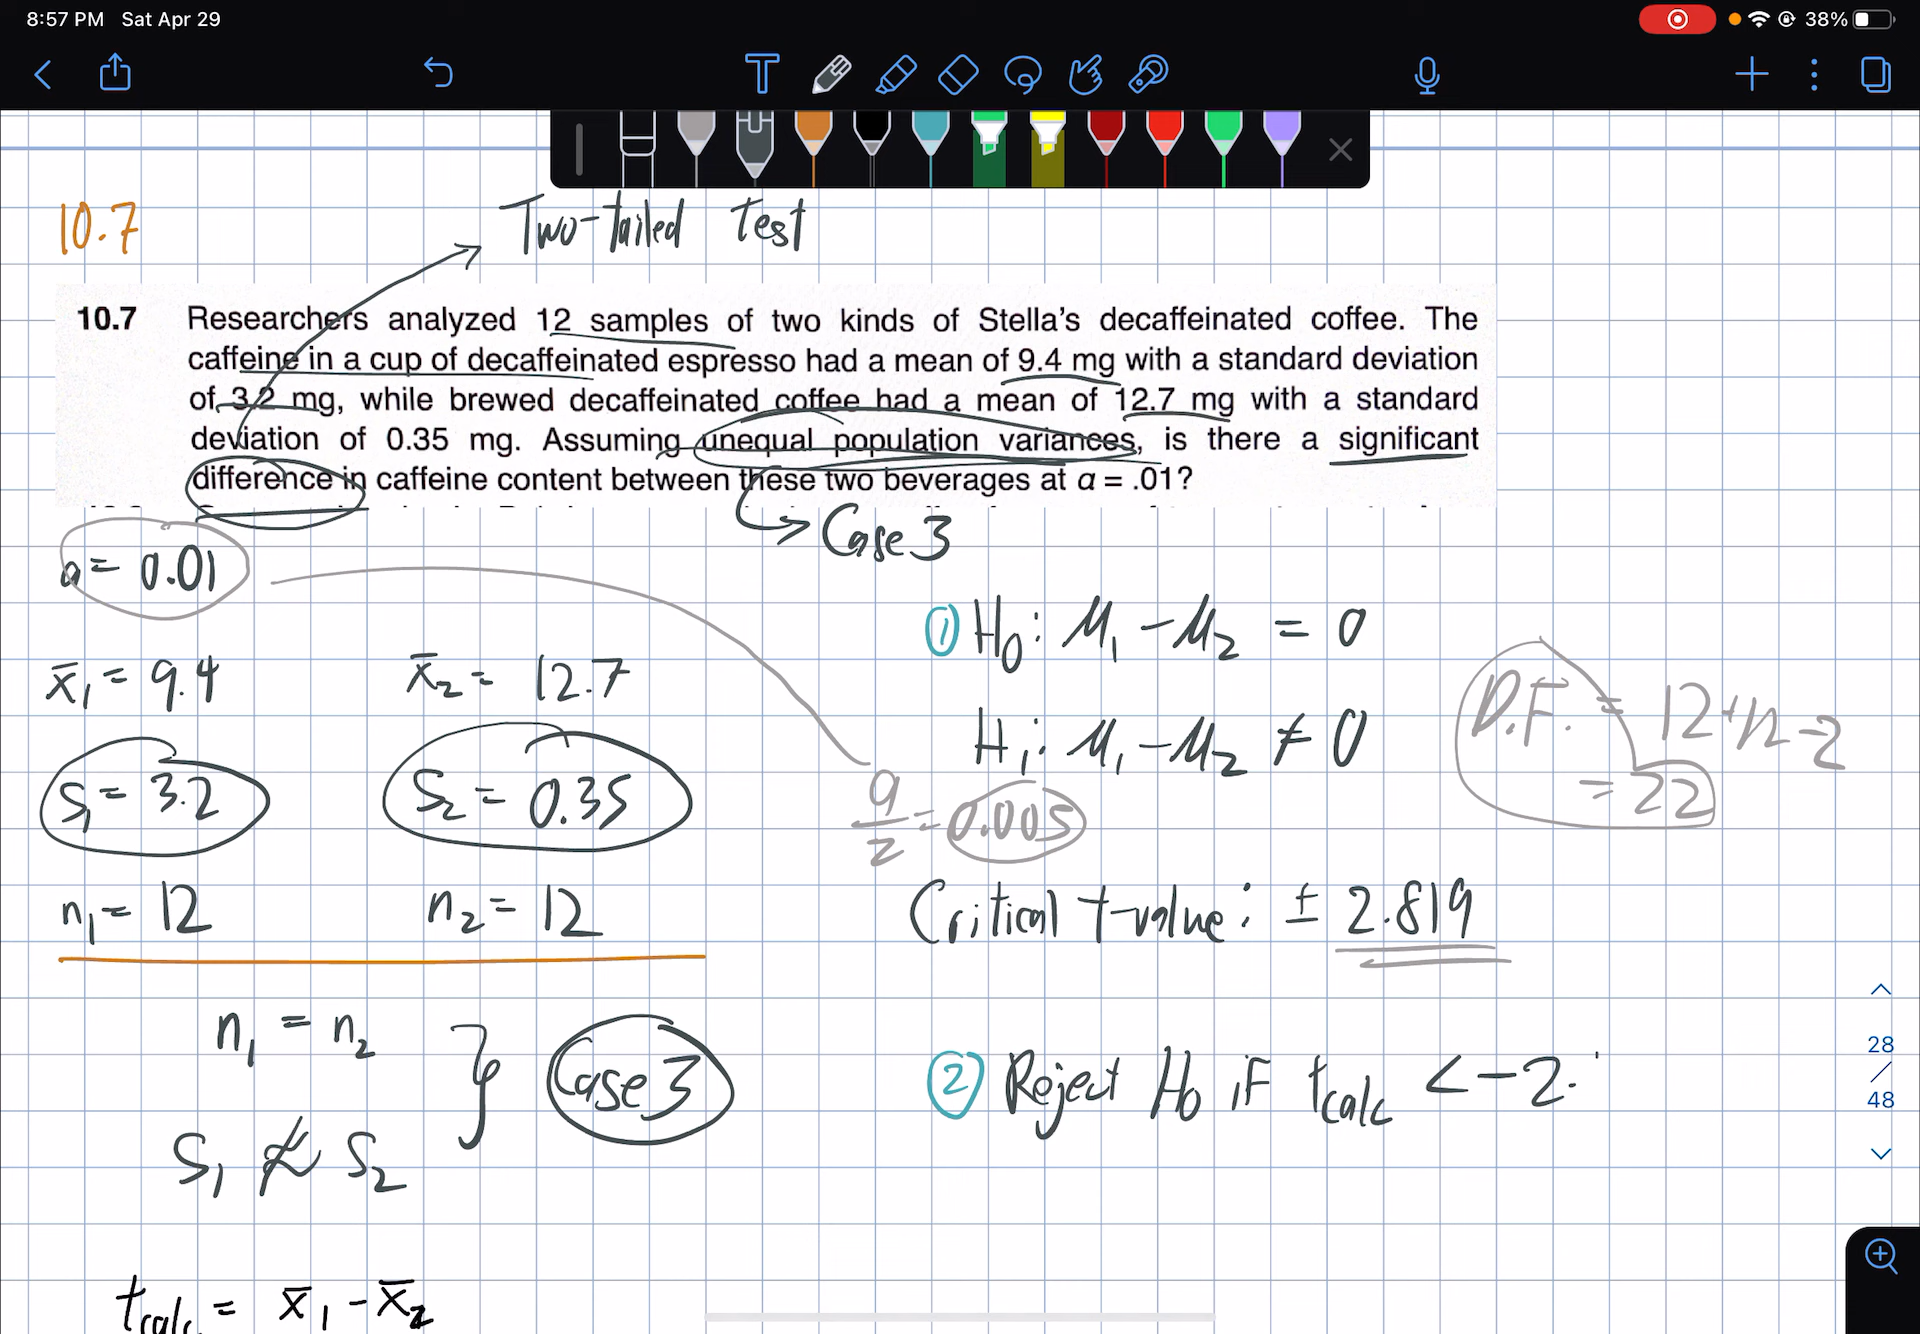 8:57 PM Sat Apr 29
38%
T
10.7
Two-tailed test
10.7 Researchers analyzed 12 samples of two kinds of Stella's decaffeinated coffee. The
caffeine in a cup of decaffeinated espresso had a mean of 9.4 mg with a standard deviation
of 3.2 mg, while brewed decaffeinated coffee had a mean of 12.7 mg with a standard
deviation of 0.35 mg. Assuming unequal population variances, is there a significant
difference in caffeine content between these two beverages at a = .01?
→ Case 3
a = 0.01
① H₀: M₁ - M₂ = 0
x̄₁ = 9.4 x̄₂ = 12.7
D.F. = 12+12-2
= 22
H₁: M₁ - M₂ ≠ 0
S₁ = 3.2 S₂ = 0.35
a/2 = 0.005
n₁ = 12 n₂ = 12
Critical t-value: ± 2.819
n₁ = n₂
S₁ ≉ S₂
} Case 3
② Reject H₀ iF tcalc < -2.
28
/
48
tcalc = x̄₁ - x̄₂